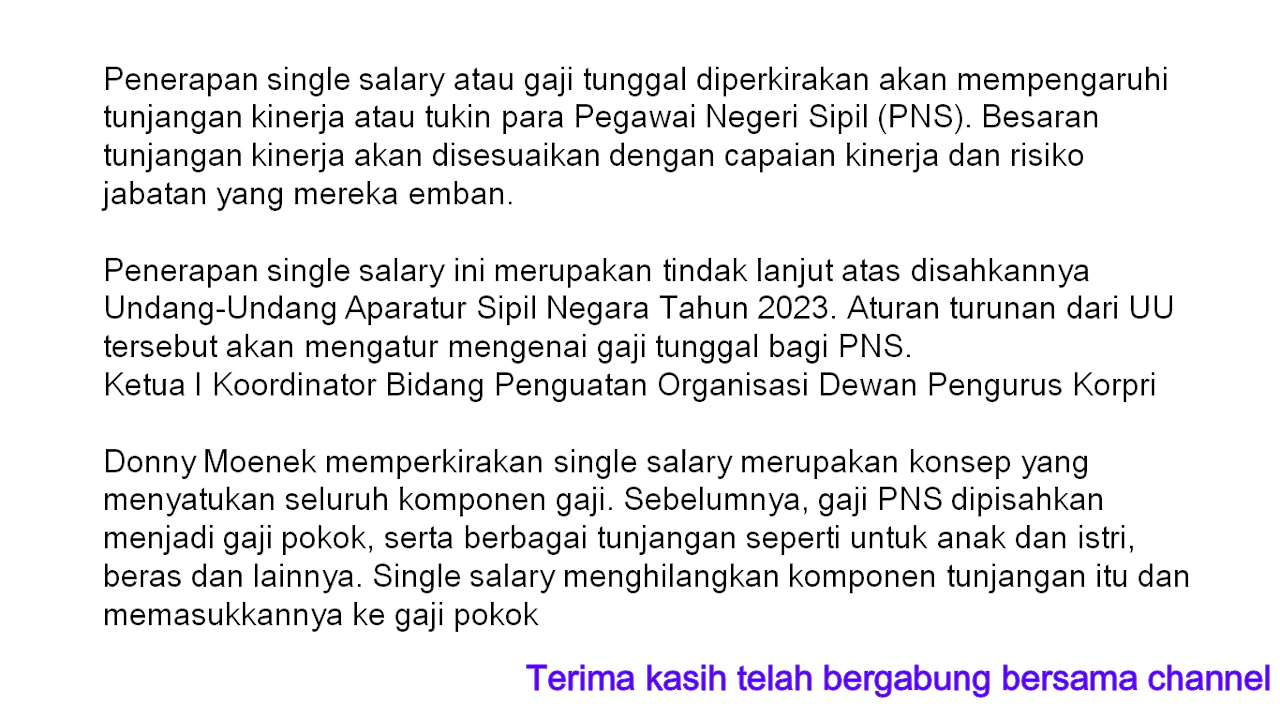 Penerapan single salary atau gaji tunggal diperkirakan akan mempengaruhi
tunjangan kinerja atau tukin para Pegawai Negeri Sipil (PNS). Besaran
tunjangan kinerja akan disesuaikan dengan capaian kinerja dan risiko
jabatan yang mereka emban.
Penerapan single salary ini merupakan tindak lanjut atas disahkannya
Undang-Undang Aparatur Sipil Negara Tahun 2023. Aturan turunan dari UU
tersebut akan mengatur mengenai gaji tunggal bagi PNS.
Ketua I Koordinator Bidang Penguatan Organisasi Dewan Pengurus Korpri
Donny Moenek memperkirakan single salary merupakan konsep yang
menyatukan seluruh komponen gaji. Sebelumnya, gaji PNS dipisahkan
menjadi gaji pokok, serta berbagai tunjangan seperti untuk anak dan istri,
beras dan lainnya. Single salary menghilangkan komponen tunjangan itu dan
memasukkannya ke gaji pokok
Terima kasih telah bergabung bersama channel